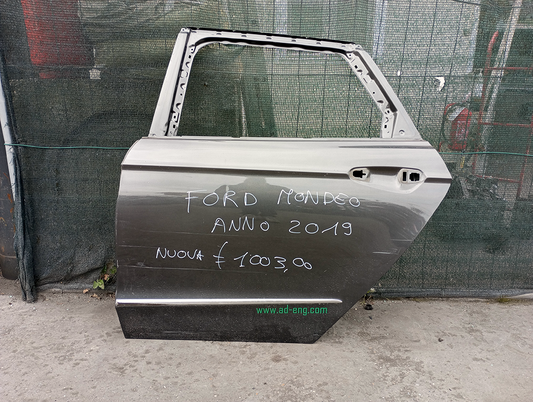 FORD MONDEO
ANNO 2019
NUOVA £ 1003,00
www.ad-eng.com